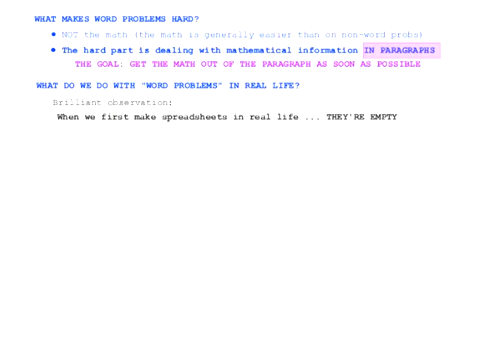 WHAT MAKES WORD PROBLEMS HARD?
● NOT the math (the math is generally easier than on non-word probs)
● The hard part is dealing with mathematical information IN PARAGRAPHS
THE GOAL: GET THE MATH OUT OF THE PARAGRAPH AS SOON AS POSSIBLE
WHAT DO WE DO WITH "WORD PROBLEMS" IN REAL LIFE?
Brilliant observation:
When we first make spreadsheets in real life ... THEY'RE EMPTY